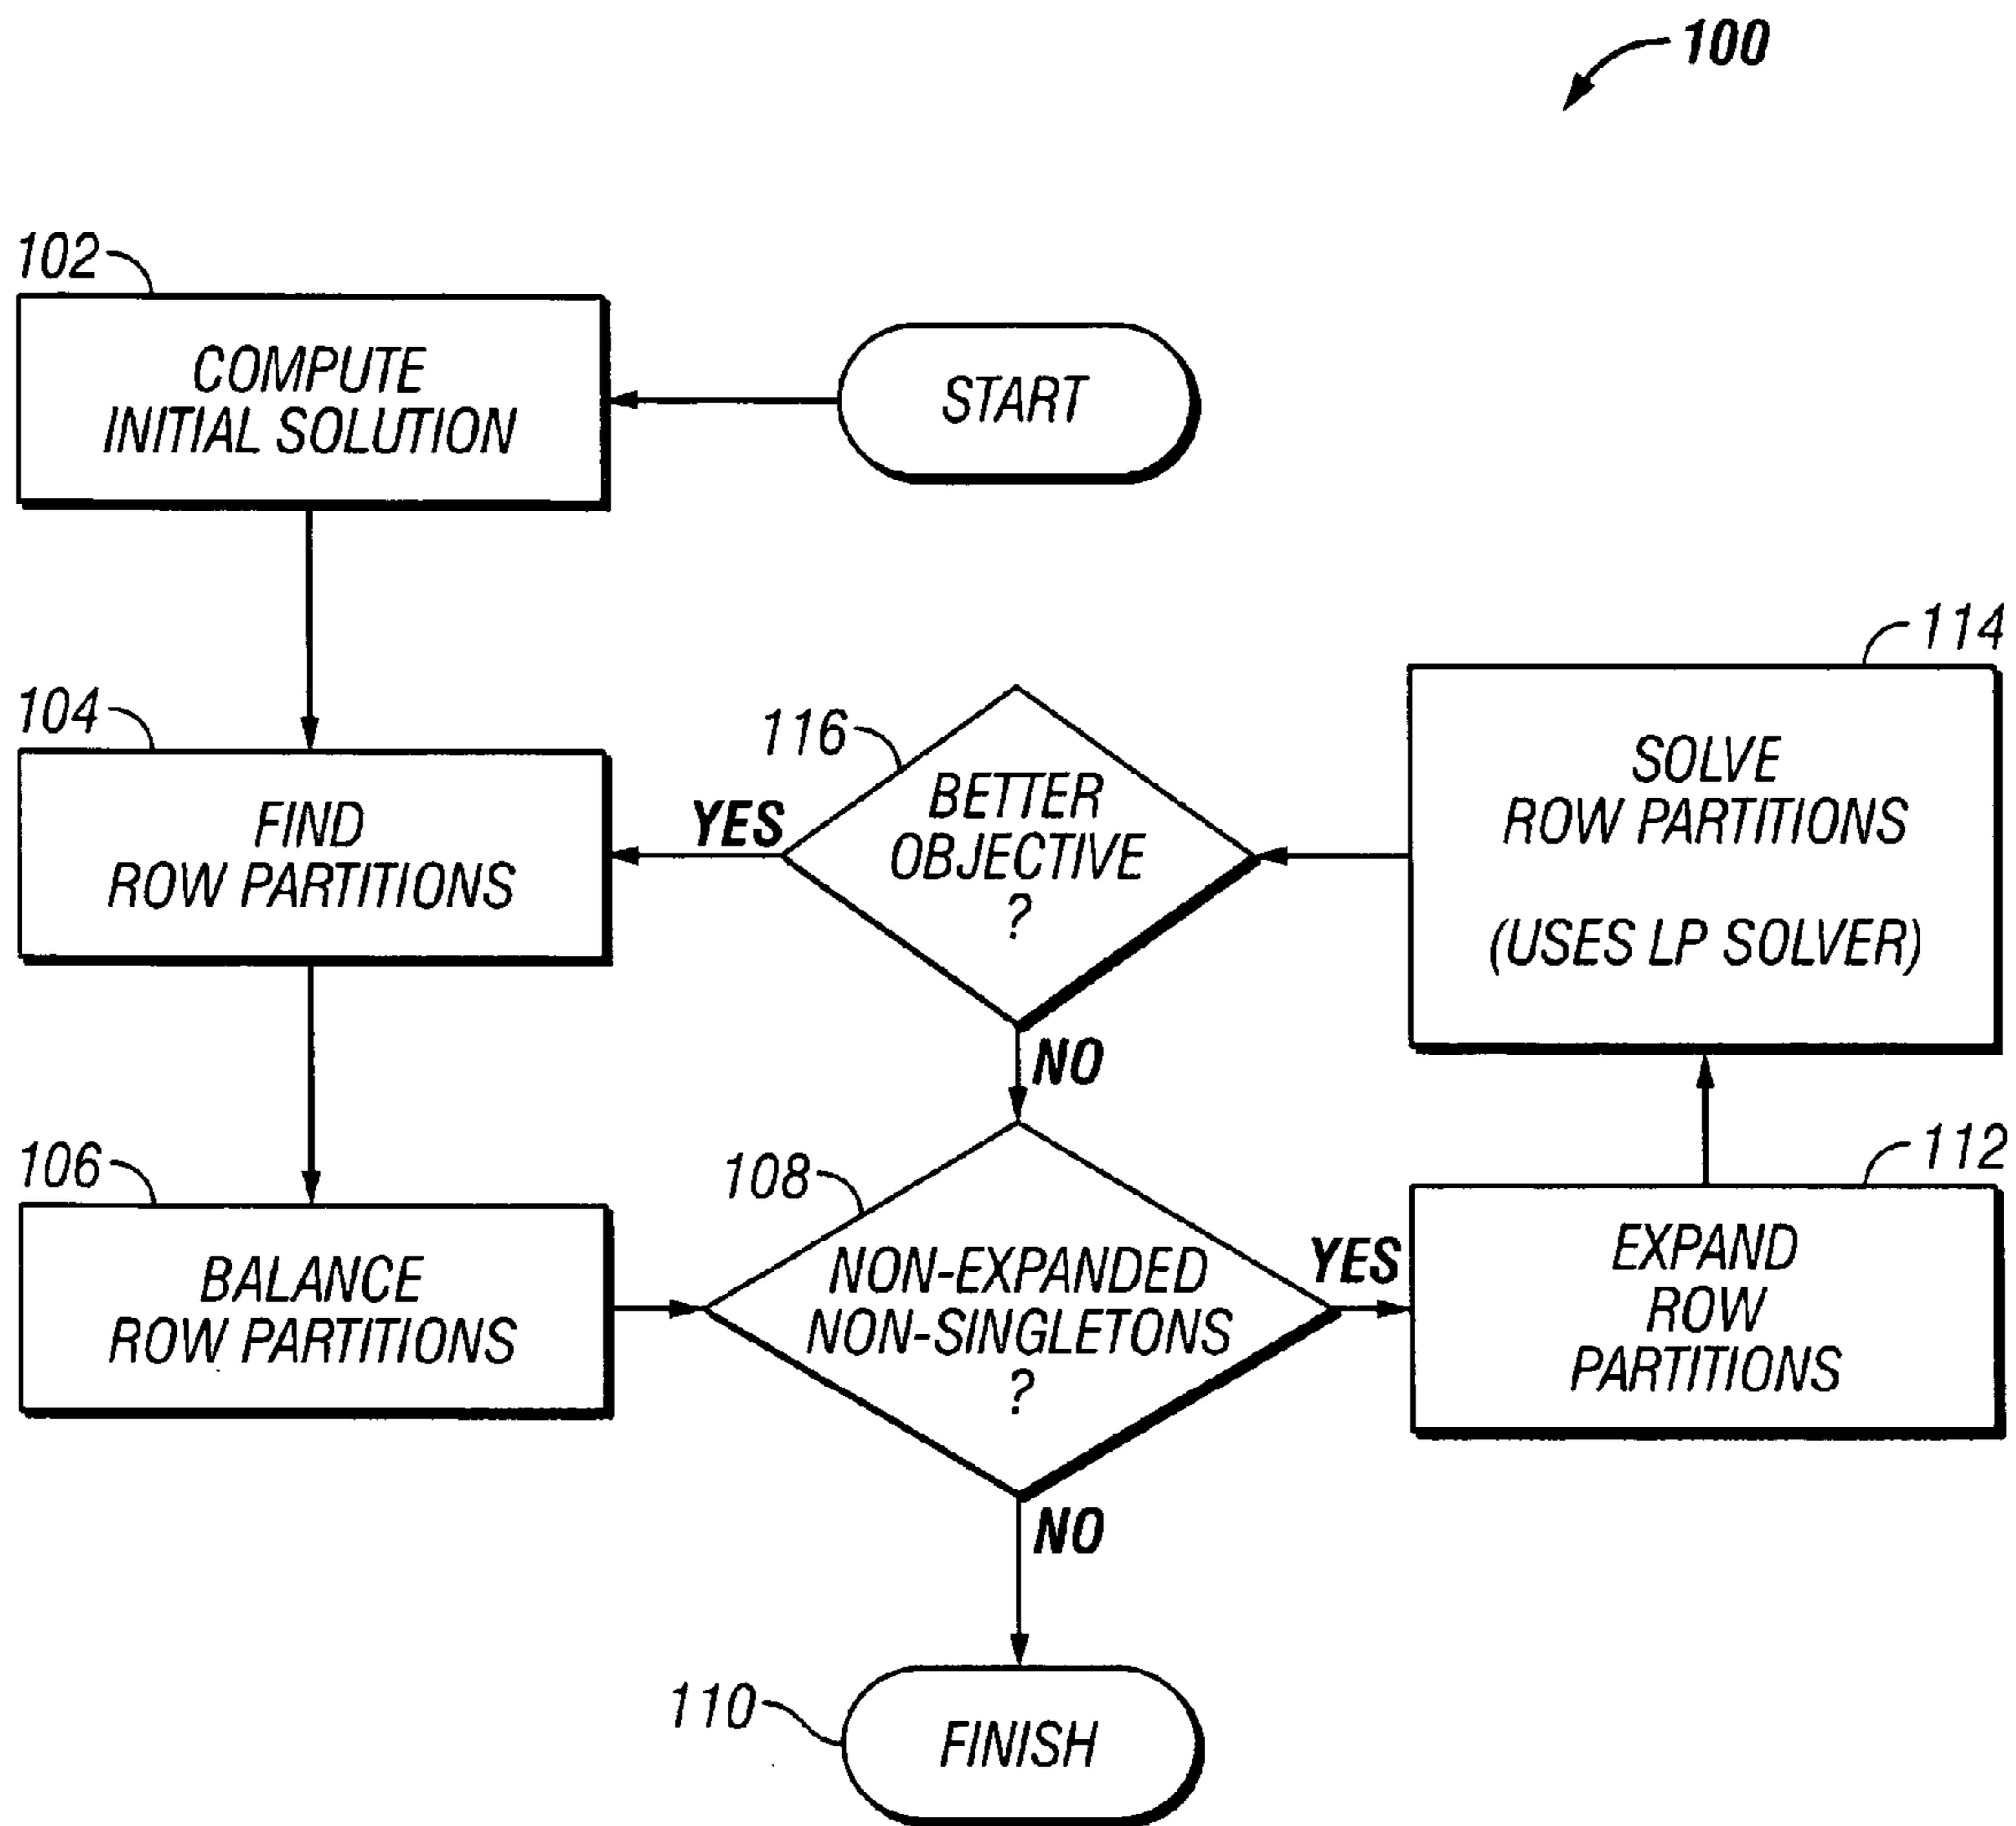 100
102
COMPUTE
INITIAL SOLUTION
START
104
FIND
ROW PARTITIONS
YES
116
BETTER
OBJECTIVE
?
NO
114
SOLVE
ROW PARTITIONS
(USES LP SOLVER)
106
BALANCE
ROW PARTITIONS
108
NON-EXPANDED
NON-SINGLETONS
?
YES
NO
112
EXPAND
ROW
PARTITIONS
110
FINISH